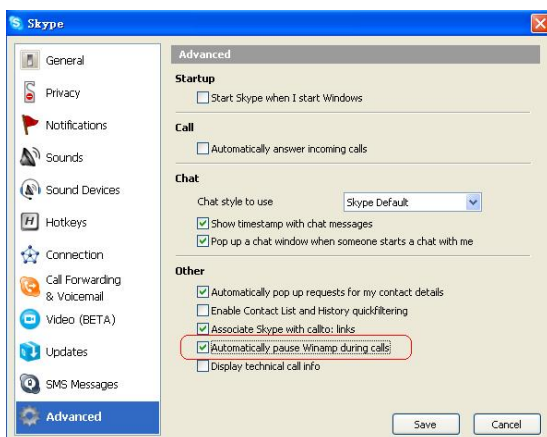 Skype
General
Privacy
Notifications
Sounds
Sound Devices
Hotkeys
Connection
Call Forwarding
& Voicemail
Video (BETA)
Updates
SMS Messages
Advanced
Advanced
Startup
Start Skype when I start Windows
Call
Automatically answer incoming calls
Chat
Chat style to use Skype Default
Show timestamp with chat messages
Pop up a chat window when someone starts a chat with me
Other
Automatically pop up requests for my contact details
Enable Contact List and History quickfiltering
Associate Skype with callto: links
Automatically pause Winamp during calls
Display technical call info
Save Cancel